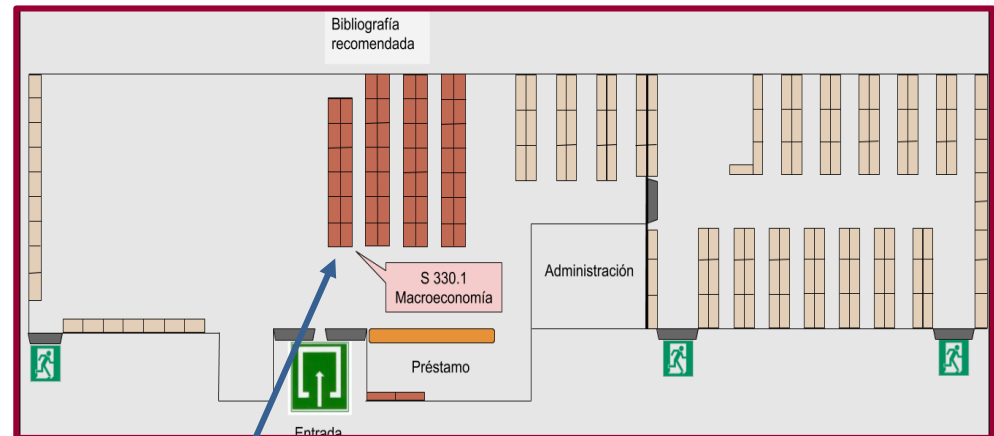 Bibliografía
recomendada
S 330.1
Macroeconomía
Administración
Préstamo
Entrada